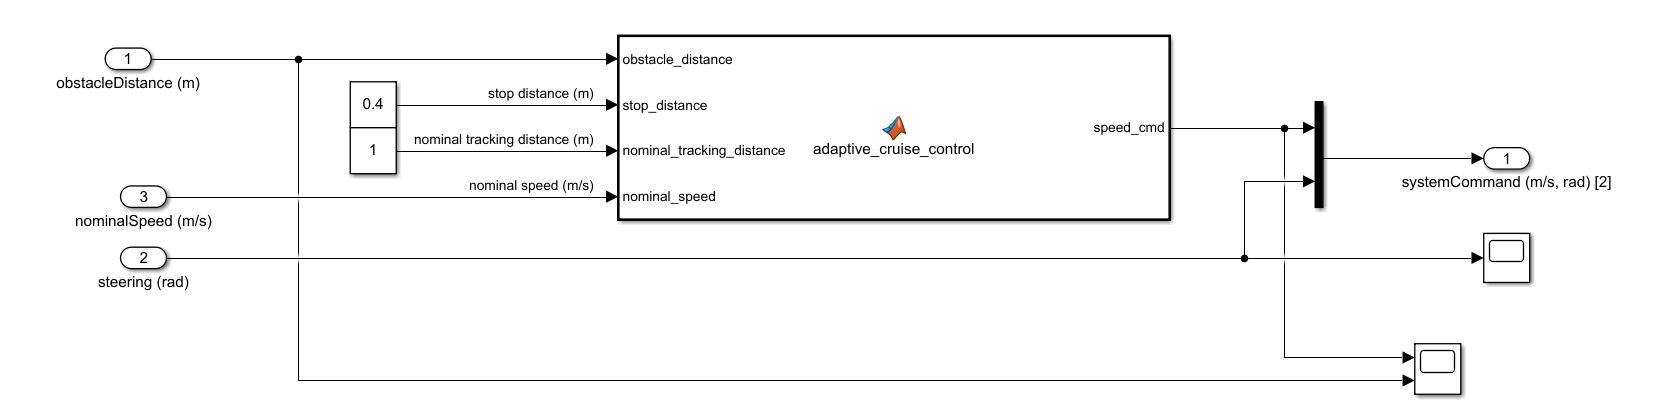 1
obstacleDistance (m)
obstacle_distance
0.4
stop distance (m)
stop_distance
1
nominal tracking distance (m)
nominal_tracking_distance
adaptive_cruise_control
speed_cmd
3
nominalSpeed (m/s)
nominal speed (m/s)
nominal_speed
2
steering (rad)
1
systemCommand (m/s, rad) [2]